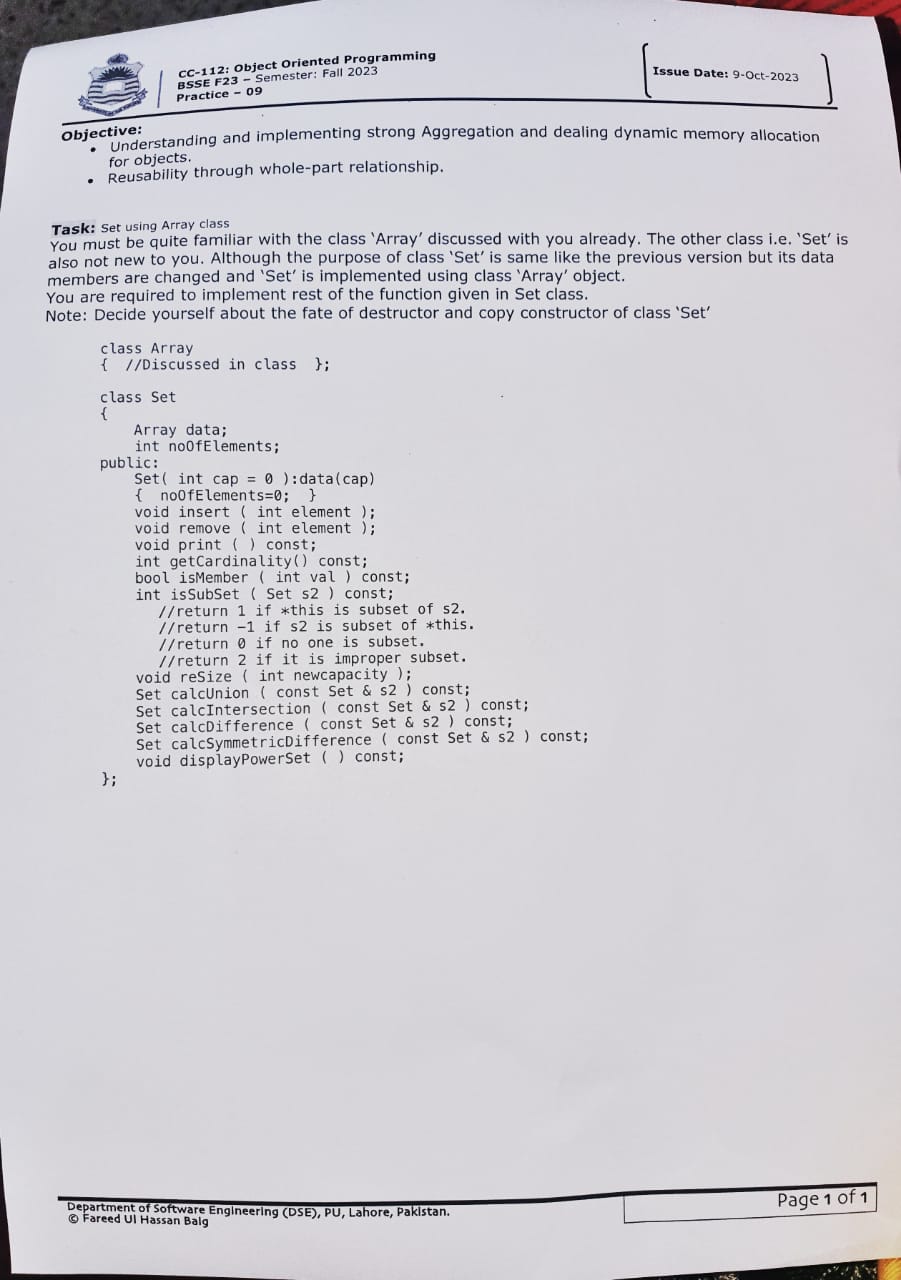 CC-112: Object Oriented Programming
BSSE F23 – Semester: Fall 2023
Practice – 09
Issue Date: 9-Oct-2023
Objective:
• Understanding and implementing strong Aggregation and dealing dynamic memory allocation
for objects.
• Reusability through whole-part relationship.
Task: Set using Array class
You must be quite familiar with the class ‘Array’ discussed with you already. The other class i.e. ‘Set’ is
also not new to you. Although the purpose of class ‘Set’ is same like the previous version but its data
members are changed and ‘Set’ is implemented using class ‘Array’ object.
You are required to implement rest of the function given in Set class.
Note: Decide yourself about the fate of destructor and copy constructor of class ‘Set’
class Array
{ //Discussed in class };
class Set
{
Array data;
int noOfElements;
public:
Set( int cap = 0 ):data(cap)
{ noOfElements=0; }
void insert ( int element );
void remove ( int element );
void print ( ) const;
int getCardinality() const;
bool isMember ( int val ) const;
int isSubSet ( Set s2 ) const;
//return 1 if *this is subset of s2.
//return -1 if s2 is subset of *this.
//return 0 if no one is subset.
//return 2 if it is improper subset.
void reSize ( int newcapacity );
Set calcUnion ( const Set & s2 ) const;
Set calcIntersection ( const Set & s2 ) const;
Set calcDifference ( const Set & s2 ) const;
Set calcSymmetricDifference ( const Set & s2 ) const;
void displayPowerSet ( ) const;
};
Department of Software Engineering (DSE), PU, Lahore, Pakistan.
© Fareed Ul Hassan Baig
Page 1 of 1